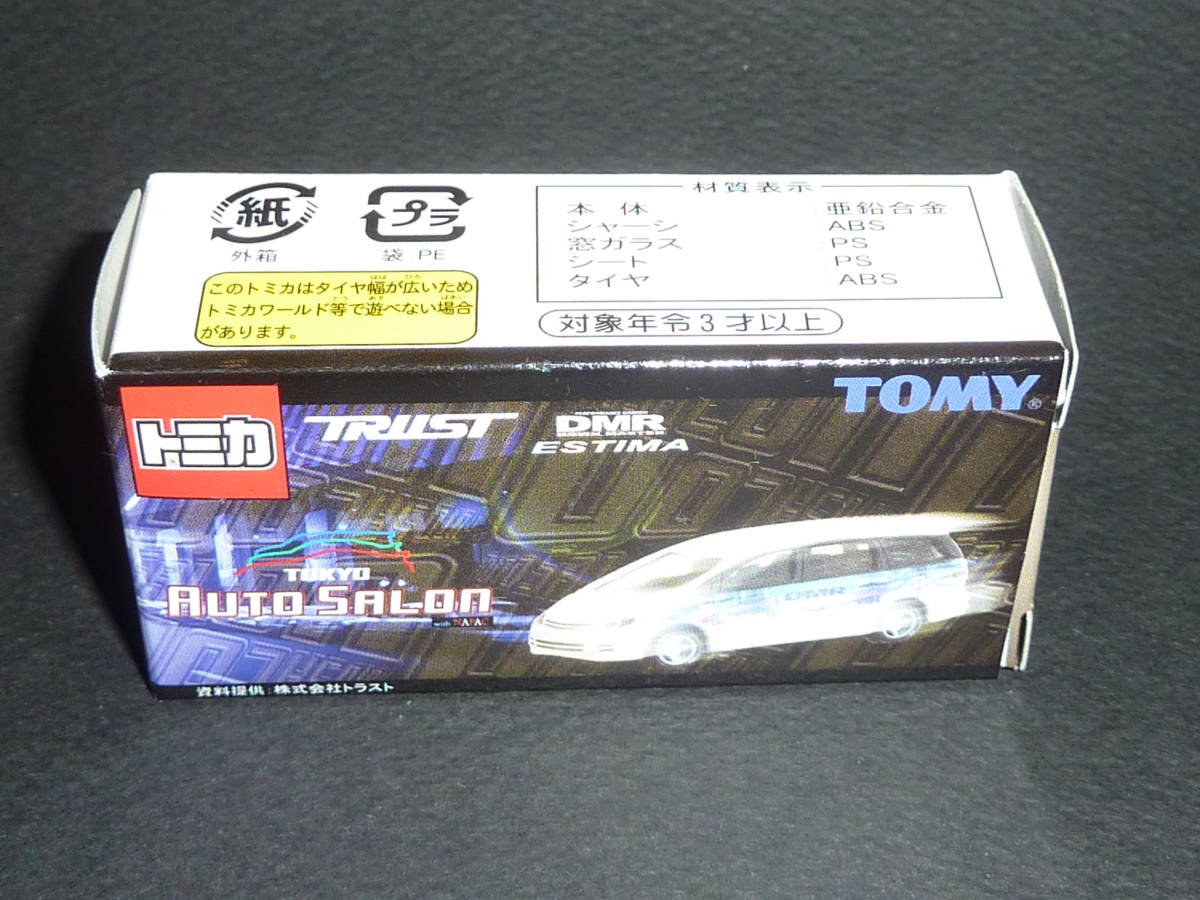 材質表示
紙
プラ
外箱
袋:PE
本体 :亜鉛合金
シャーシ :ABS
窓ガラス :PS
シート :PS
タイヤ :ABS
このトミカはタイヤ幅が広いため
トミカワールド等で遊べない場合
があります。
対象年令3才以上
TOMY®
トミカ
TRUST
DMR
ESTIMA
TOKYO
AUTO SALON
with NAPAC
DMR
資料提供:株式会社トラスト